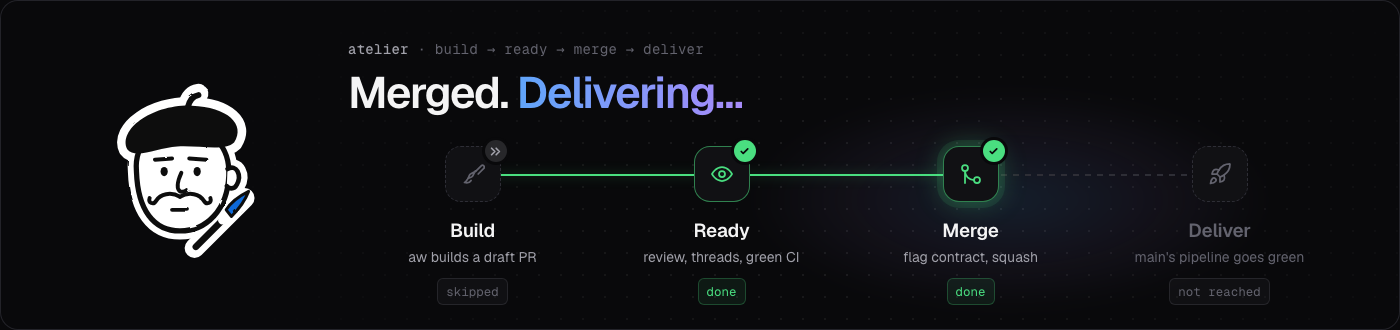 atelier · build → ready → merge → deliver
Merged. Delivering...
Build
aw builds a draft PR
skipped
Ready
review, threads, green CI
done
Merge
flag contract, squash
done
Deliver
main's pipeline goes green
not reached